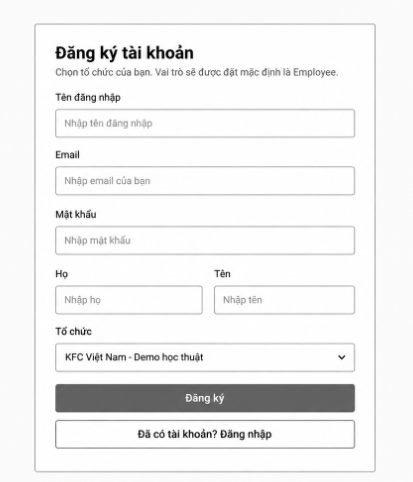 Đăng ký tài khoản
Chọn tổ chức của bạn. Vai trò sẽ được đặt mặc định là Employee.
Tên đăng nhập
Nhập tên đăng nhập
Email
Nhập email của bạn
Mật khẩu
Nhập mật khẩu
Họ Tên
Nhập họ Nhập tên
Tổ chức
KFC Việt Nam - Demo học thuật
Đăng ký
Đã có tài khoản? Đăng nhập